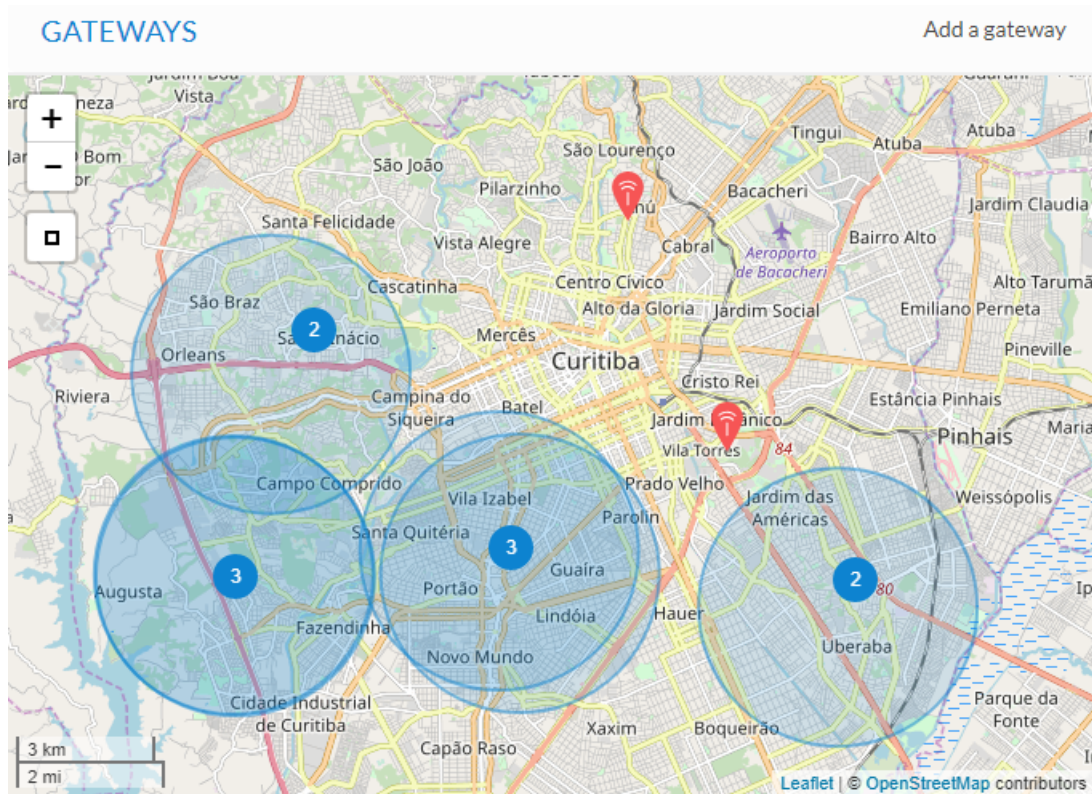 GATEWAYS
Add a gateway
Vista
Tingui
Atuba
Atuba
+
−
São Lourenço
São João
Pilarzinho
Bacacheri
Jardim Claudia
Santa Felicidade
Vista Alegre
Cabral
Aeroporto
de Bacacheri
Bairro Alto
Cascatinha
Centro Cívico
Alto Taruma
São Braz
Alto da Gloria
Jardim Social
Emiliano Perneta
2
Mercês
Orleans
Curitiba
Pineville
Cristo Rei
Riviera
Campina do
Siqueira
Batel
Estância Pinhais
Jardim
Pinhais
Maria
Vila Torres
84
Campo Comprido
Prado Velho
Vila Izabel
Jardim das
Américas
Weissópolis
Santa Quitéria
Parolin
3
Guaíra
3
2
80
Augusta
Portão
Lindóia
Hauer
Fazendinha
Uberaba
Novo Mundo
Cidade Industrial
de Curitiba
Parque da
Fonte
Xaxim
Boqueirão
Capão Raso
3 km
2 mi
Leaflet | © OpenStreetMap contributors